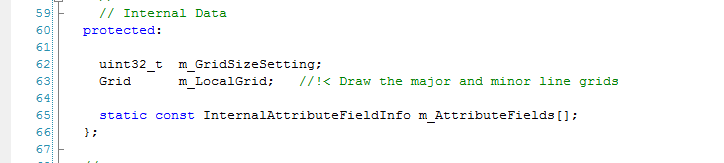 59 // Internal Data
60 protected:
61
62 uint32_t m_GridSizeSetting;
63 Grid m_LocalGrid; //!< Draw the major and minor line grids
64
65 static const InternalAttributeFieldInfo m_AttributeFields[];
66 };
67